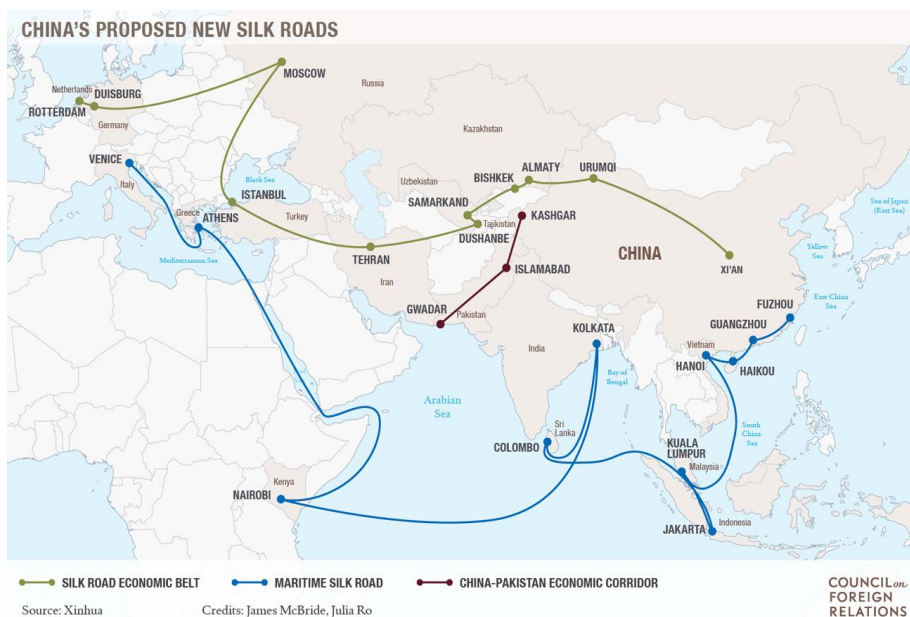 CHINA'S PROPOSED NEW SILK ROADS
MOSCOW
Netherlands
DUISBURG
ROTTERDAM
Germany
Russia
Kazakhstan
VENICE
Italy
Black Sea
ISTANBUL
Greece
ATHENS
Turkey
Mediterranean Sea
Uzbekistan
BISHKEK
ALMATY
URUMQI
SAMARKAND
Tajikistan
DUSHANBE
KASHGAR
TEHRAN
Iran
ISLAMABAD
CHINA
XI'AN
Sea of Japan
(East Sea)
Yellow
Sea
East China
Sea
GWADAR
Pakistan
KOLKATA
India
FUZHOU
GUANGZHOU
Vietnam
HANOI
HAIKOU
Bay of
Bengal
Arabian
Sea
Sri
Lanka
COLOMBO
South
China
Sea
KUALA
LUMPUR
Malaysia
Kenya
NAIROBI
JAKARTA
Indonesia
SILK ROAD ECONOMIC BELT
MARITIME SILK ROAD
CHINA-PAKISTAN ECONOMIC CORRIDOR
Source: Xinhua
Credits: James McBride, Julia Ro
COUNCIL on
FOREIGN
RELATIONS